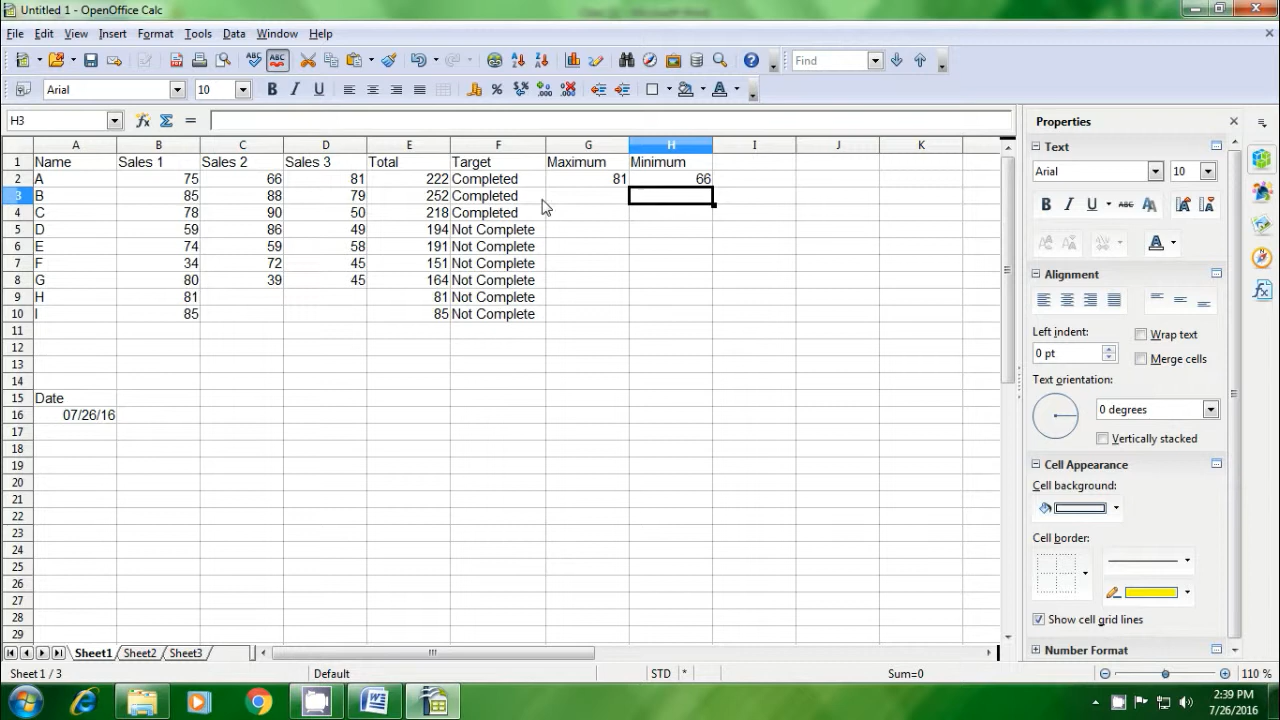 Untitled 1 - OpenOffice Calc
File Edit View Insert Format Tools Data Window Help
ABC ABC Find
Arial 10 B I U
H3
A B C D E F G H I J K
1 Name Sales 1 Sales 2 Sales 3 Total Target Maximum Minimum
2 A 75 66 81 222 Completed 81 66
3 B 85 88 79 252 Completed
4 C 78 90 50 218 Completed
5 D 59 86 49 194 Not Complete
6 E 74 59 58 191 Not Complete
7 F 34 72 45 151 Not Complete
8 G 80 39 45 164 Not Complete
9 H 81 81 Not Complete
10 I 85 85 Not Complete
11
12
13
14
15 Date
16 07/26/16
17
18
19
20
21
22
23
24
25
26
27
28
29
Sheet1 Sheet2 Sheet3
Sheet 1 / 3 Default STD * Sum=0 110 %
Properties
Text
Arial 10
B I U ABC
Alignment
Left indent:
0 pt
Wrap text
Merge cells
Text orientation:
0 degrees
Vertically stacked
Cell Appearance
Cell background:
Cell border:
Show cell grid lines
Number Format
2:39 PM
7/26/2016